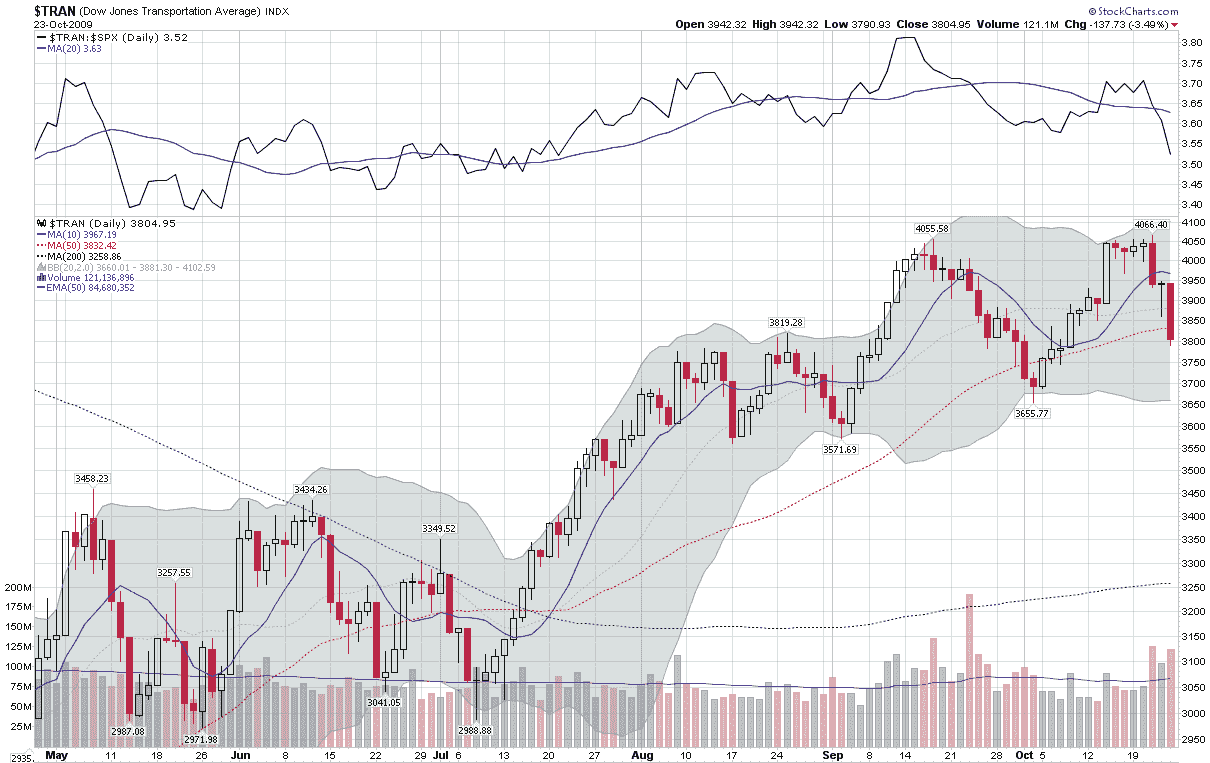 $TRAN (Dow Jones Transportation Average) INDX
© StockCharts.com
23-Oct-2009
Open 3942.32 High 3942.32 Low 3790.93 Close 3804.95 Volume 121.1M Chg -137.73 (-3.49%)
$TRAN:$SPX (Daily) 3.52
MA(20) 3.63
3.80
3.75
3.70
3.65
3.60
3.55
3.50
3.45
3.40
$TRAN (Daily) 3804.95
MA(10) 3967.19
MA(50) 3832.42
MA(200) 3258.86
BB(20,2.0) 3660.01 - 3881.30 - 4102.59
Volume 121,136,896
EMA(50) 84,680,352
4055.58
4066.40
3819.28
3655.77
3571.69
3458.23
3434.26
3349.52
3257.55
3041.05
2987.08
2971.98
2988.88
4100
4050
4000
3950
3900
3850
3800
3750
3700
3650
3600
3550
3500
3450
3400
3350
3300
3250
3200
3150
3100
3050
3000
2950
200M
175M
150M
125M
100M
75M
50M
25M
2935.
May 11 18 26 Jun 8 15 22 Jul 6 13 20 27 Aug 10 17 24 Sep 8 14 21 28 Oct 5 12 19